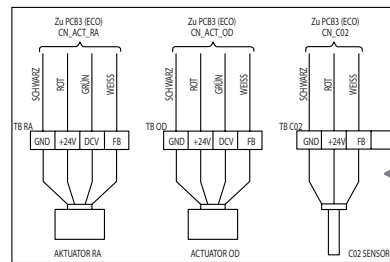 Zu PCB3 (ECO)
CN_ACT_RA
SCHWARZ
ROT
GRÜN
WEISS
TB RA
GND +24V DCV FB
AKTUATOR RA
Zu PCB3 (ECO)
CN_ACT_OD
SCHWARZ
ROT
GRÜN
WEISS
TB OD
GND +24V DCV FB
ACTUATOR OD
Zu PCB3 (ECO)
CN_C02
SCHWARZ
ROT
WEISS
TB C02
GND +24V FB
C02 SENSOR